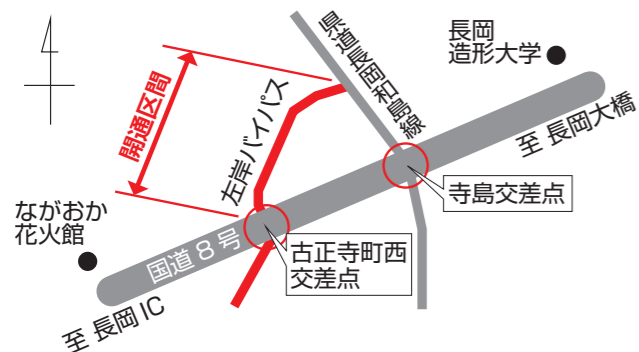 開通区間
左岸バイパス
県道長岡和島線
長岡
造形大学
至 長岡大橋
寺島交差点
ながおか
花火館
国道8号
古正寺町西
交差点
至 長岡IC